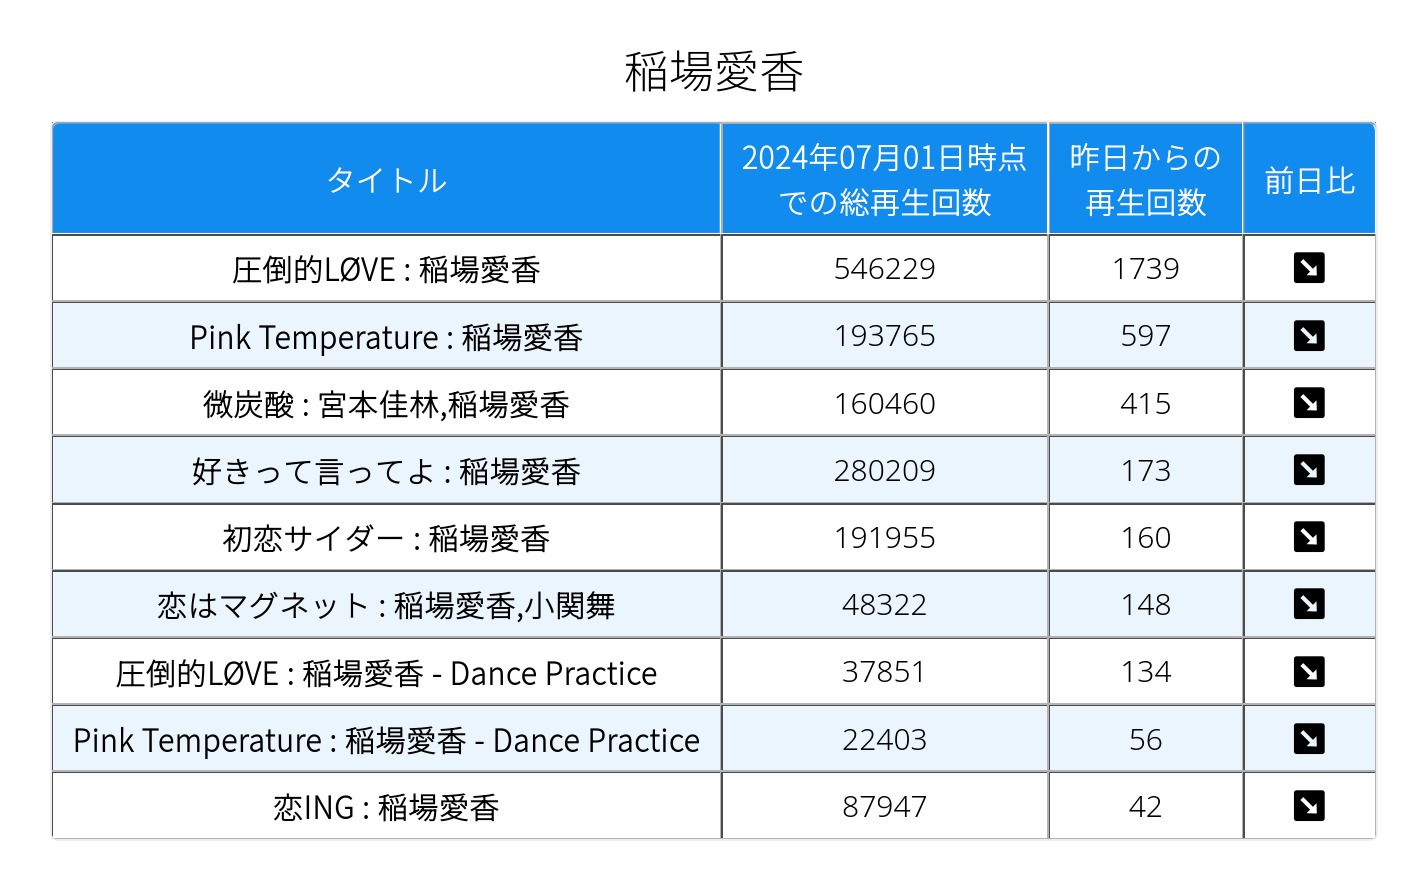 稲場愛香
タイトル
2024年07月01日時点
での総再生回数
昨日からの
再生回数
前日比
圧倒的LØVE : 稲場愛香 546229 1739 ↘
Pink Temperature : 稲場愛香 193765 597 ↘
微炭酸 : 宮本佳林,稲場愛香 160460 415 ↘
好きって言ってよ : 稲場愛香 280209 173 ↘
初恋サイダー : 稲場愛香 191955 160 ↘
恋はマグネット : 稲場愛香,小関舞 48322 148 ↘
圧倒的LØVE : 稲場愛香 - Dance Practice 37851 134 ↘
Pink Temperature : 稲場愛香 - Dance Practice 22403 56 ↘
恋ING : 稲場愛香 87947 42 ↘